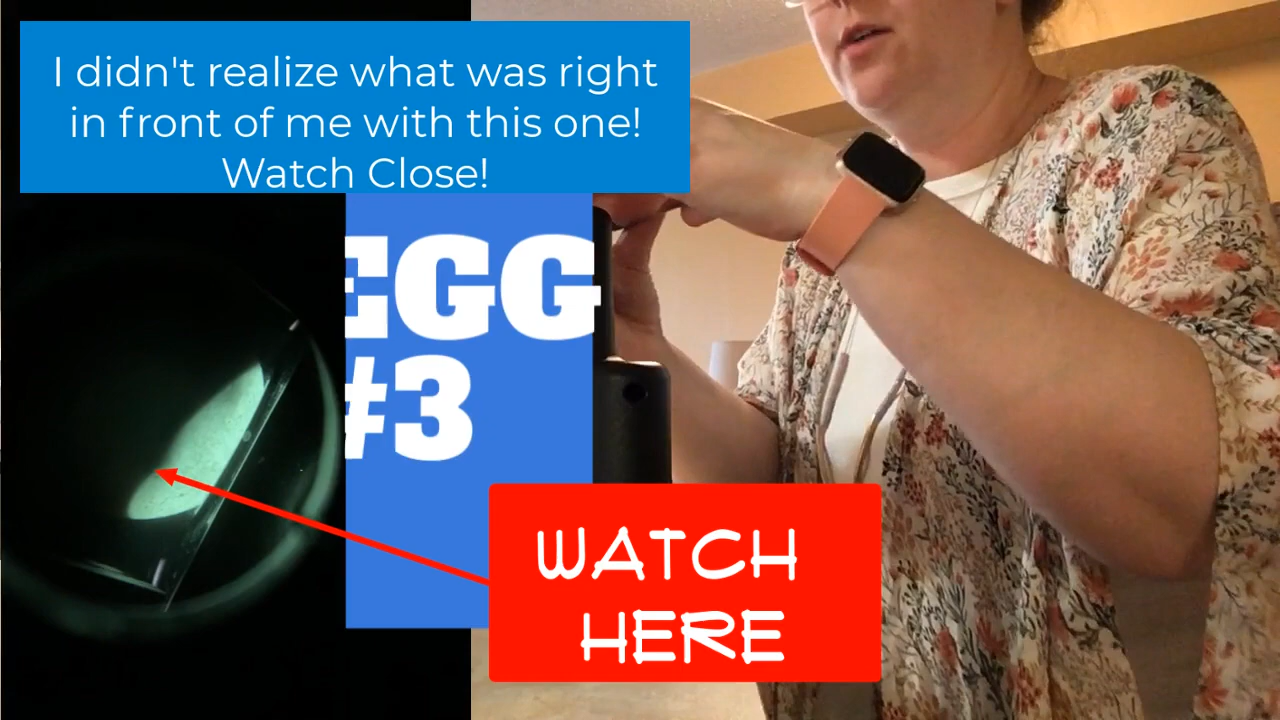 I didn't realize what was right
in front of me with this one!
Watch Close!
EGG
#3
WATCH
HERE